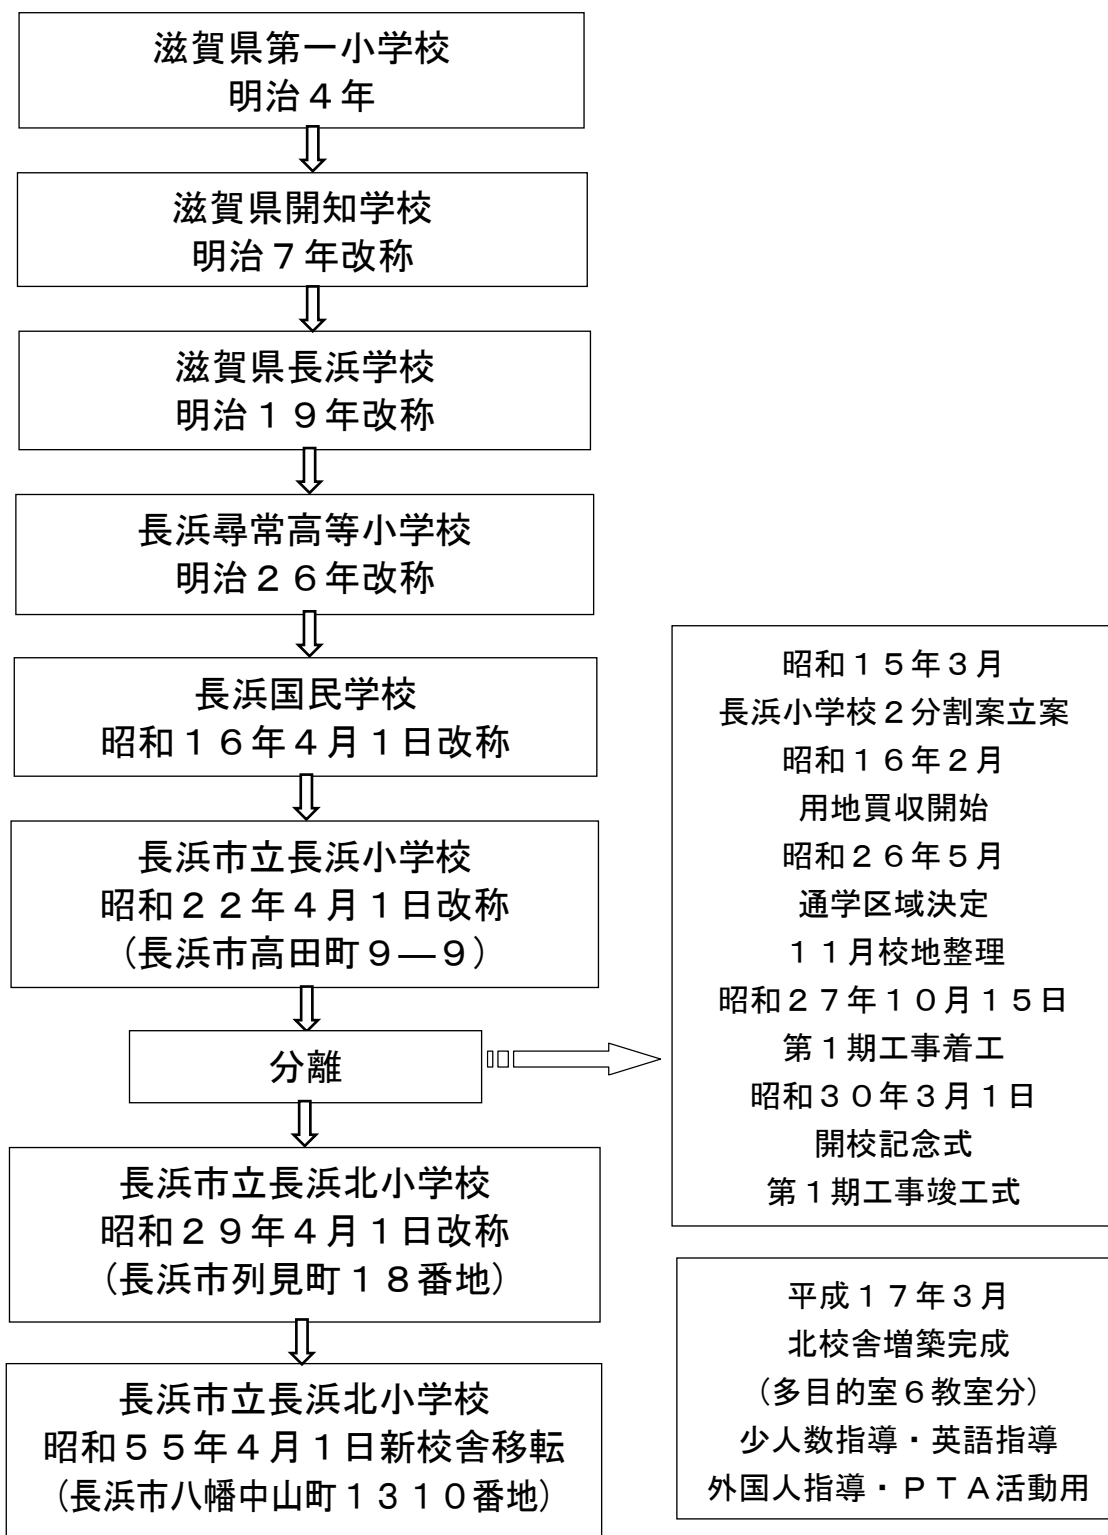 滋賀県第一小学校
明治４年
滋賀県開知学校
明治７年改称
滋賀県長浜学校
明治１９年改称
長浜尋常高等小学校
明治２６年改称
長浜国民学校
昭和１６年４月１日改称
長浜市立長浜小学校
昭和２２年４月１日改称
（長浜市高田町９―９）
分離
長浜市立長浜北小学校
昭和２９年４月１日改称
（長浜市列見町１８番地）
長浜市立長浜北小学校
昭和５５年４月１日新校舎移転
（長浜市八幡中山町１３１０番地）
昭和１５年３月
長浜小学校２分割案立案
昭和１６年２月
用地買収開始
昭和２６年５月
通学区域決定
１１月校地整理
昭和２７年１０月１５日
第１期工事着工
昭和３０年３月１日
開校記念式
第１期工事竣工式
平成１７年３月
北校舎増築完成
（多目的室６教室分）
少人数指導・英語指導
外国人指導・ＰＴＡ活動用